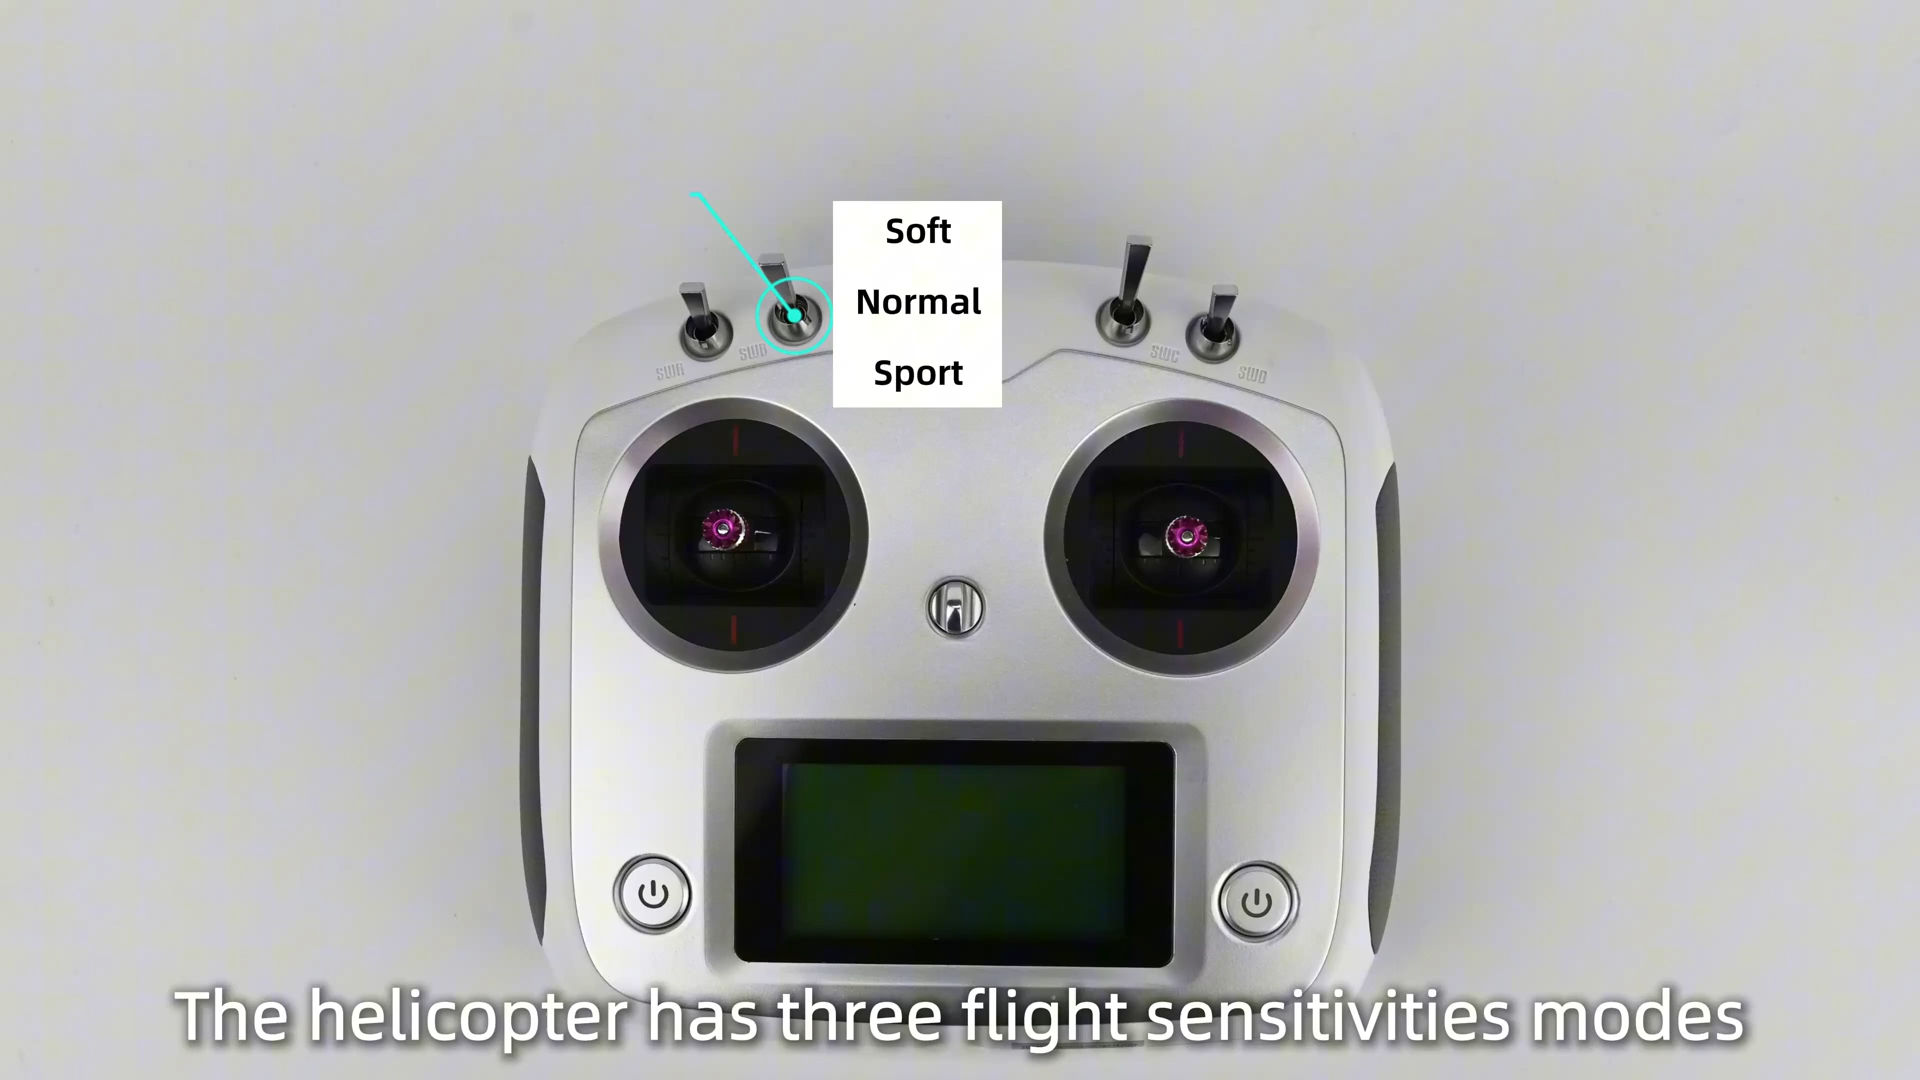 Soft
Normal
Sport
SWA
SWB
SWC
SWD
The helicopter has three flight sensitivities modes